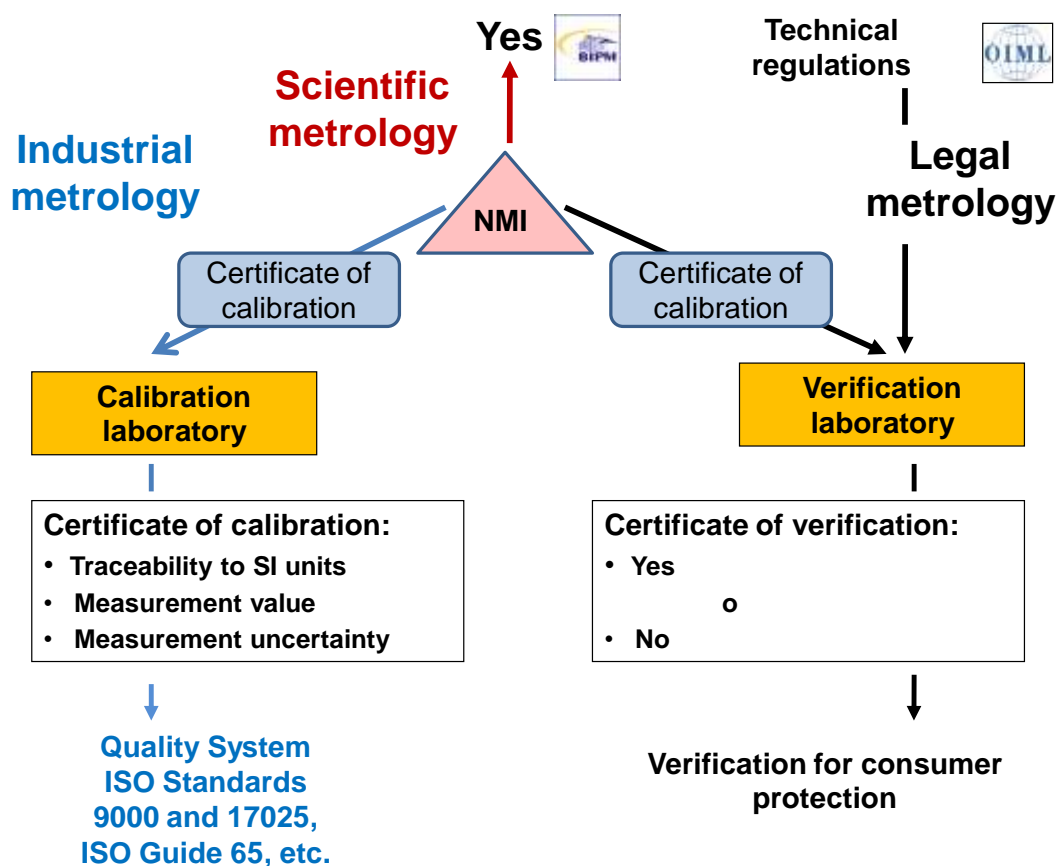 Yes
BIPM
Technical
regulations
OIML
Scientific
metrology
Industrial
metrology
Legal
metrology
NMI
Certificate of
calibration
Certificate of
calibration
Calibration
laboratory
Verification
laboratory
Certificate of calibration:
• Traceability to SI units
• Measurement value
• Measurement uncertainty
Certificate of verification:
• Yes
o
• No
Quality System
ISO Standards
9000 and 17025,
ISO Guide 65, etc.
Verification for consumer
protection